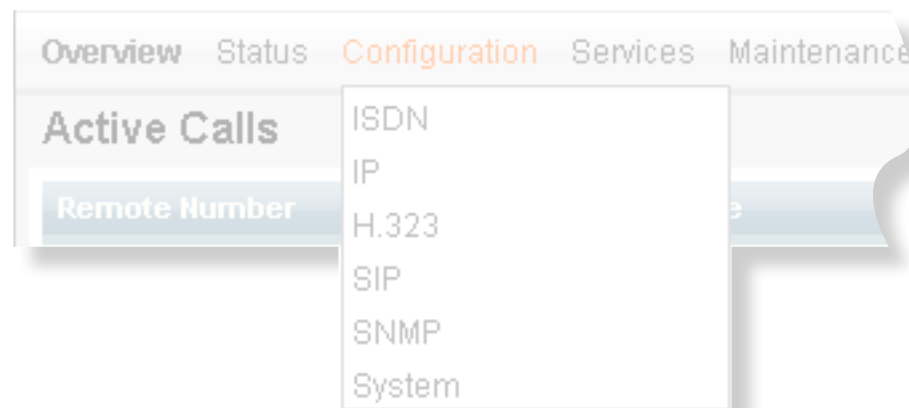 Overview Status Configuration Services Maintenance
Active Calls
Remote Number
ISDN
IP
H.323
SIP
SNMP
System